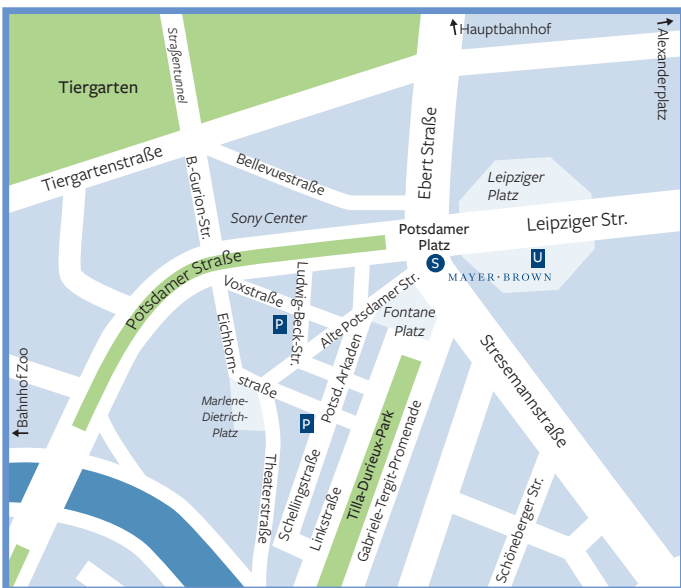 Hauptbahnhof
Alexanderplatz
Straßentunnel
Tiergarten
Tiergartenstraße
Bellevuestraße
B.-Gurion-Str.
Ebert Straße
Leipziger
Platz
Sony Center
Leipziger Str.
Potsdamer
Platz
S
U
MAYER·BROWN
Potsdamer Straße
Voxstraße
Ludwig-Beck-Str.
Alte Potsdamer Str.
Fontane
Platz
P
Eichhorn-
straße
Potsd. Arkaden
Stresemannstraße
Bahnhof Zoo
Marlene-
Dietrich-
Platz
P
Tilla-Durieux-Park
Gabriele-Tergit-Promenade
Theaterstraße
Schellingstraße
Linkstraße
Schöneberger Str.